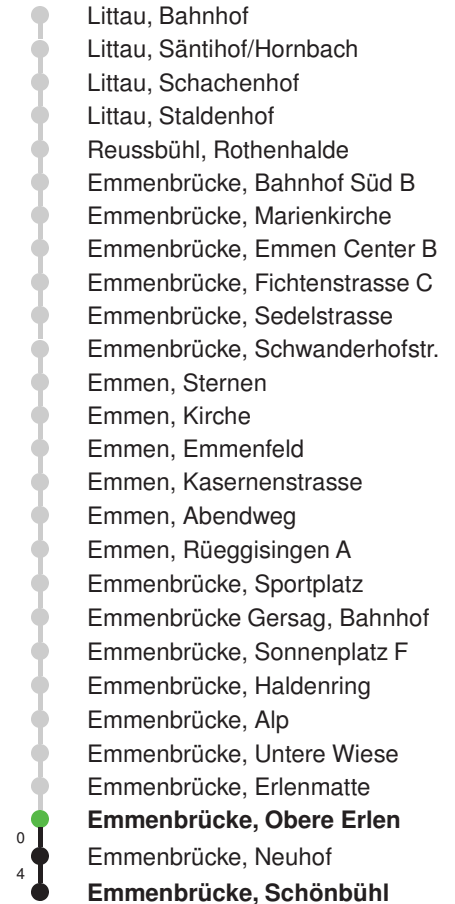 Littau, Bahnhof
Littau, Säntihof/Hornbach
Littau, Schachenhof
Littau, Staldenhof
Reussbühl, Rothenhalde
Emmenbrücke, Bahnhof Süd B
Emmenbrücke, Marienkirche
Emmenbrücke, Emmen Center B
Emmenbrücke, Fichtenstrasse C
Emmenbrücke, Sedelstrasse
Emmenbrücke, Schwanderhofstr.
Emmen, Sternen
Emmen, Kirche
Emmen, Emmenfeld
Emmen, Kasernenstrasse
Emmen, Abendweg
Emmen, Rüeggisingen A
Emmenbrücke, Sportplatz
Emmenbrücke Gersag, Bahnhof
Emmenbrücke, Sonnenplatz F
Emmenbrücke, Haldenring
Emmenbrücke, Alp
Emmenbrücke, Untere Wiese
Emmenbrücke, Erlenmatte
Emmenbrücke, Obere Erlen
0
Emmenbrücke, Neuhof
4
Emmenbrücke, Schönbühl